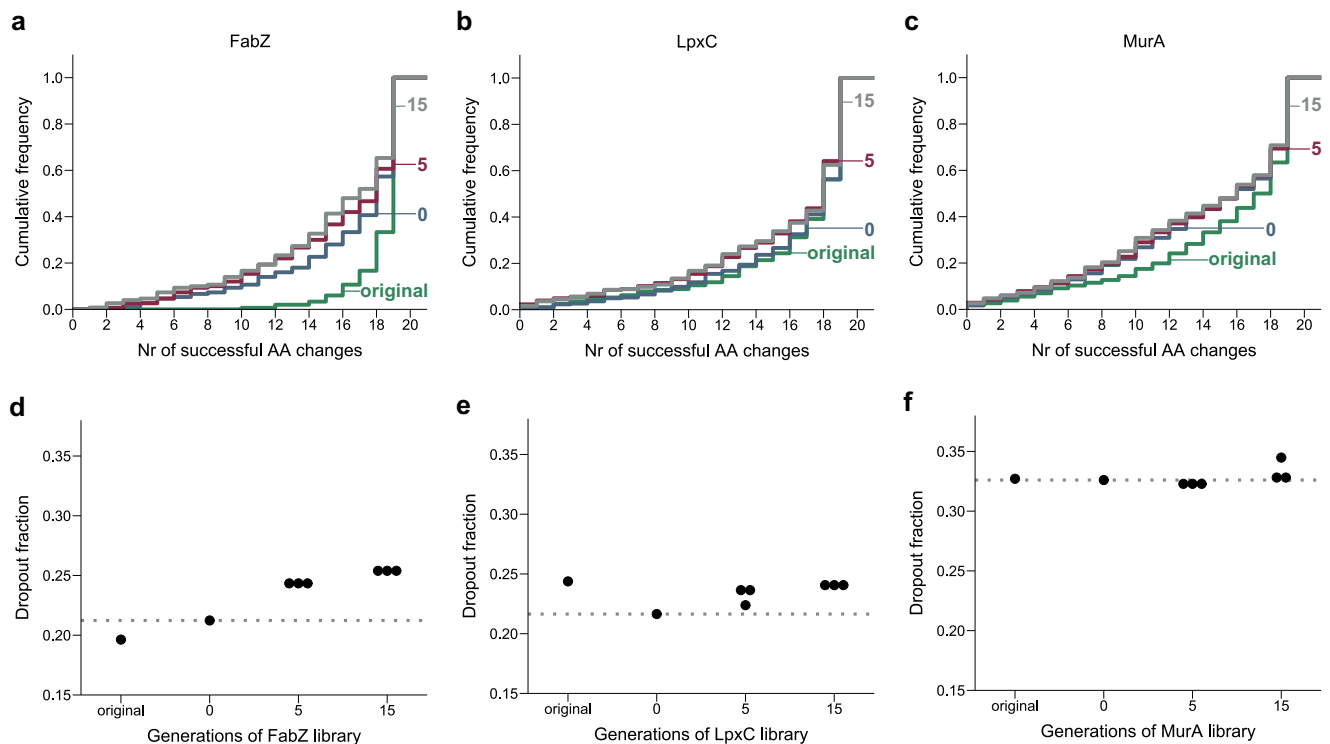 a
FabZ
Cumulative frequency
1.0
0.8
0.6
0.4
0.2
0.0
15
5
0
original
0 2 4 6 8 10 12 14 16 18 20
Nr of successful AA changes
b
LpxC
Cumulative frequency
1.0
0.8
0.6
0.4
0.2
0.0
15
5
0
original
0 2 4 6 8 10 12 14 16 18 20
Nr of successful AA changes
c
MurA
Cumulative frequency
1.0
0.8
0.6
0.4
0.2
0.0
15
5
0
original
0 2 4 6 8 10 12 14 16 18 20
Nr of successful AA changes
d
Dropout fraction
0.35
0.30
0.25
0.20
0.15
original 0 5 15
Generations of FabZ library
e
Dropout fraction
0.35
0.30
0.25
0.20
0.15
original 0 5 15
Generations of LpxC library
f
Dropout fraction
0.35
0.30
0.25
0.20
0.15
original 0 5 15
Generations of MurA library